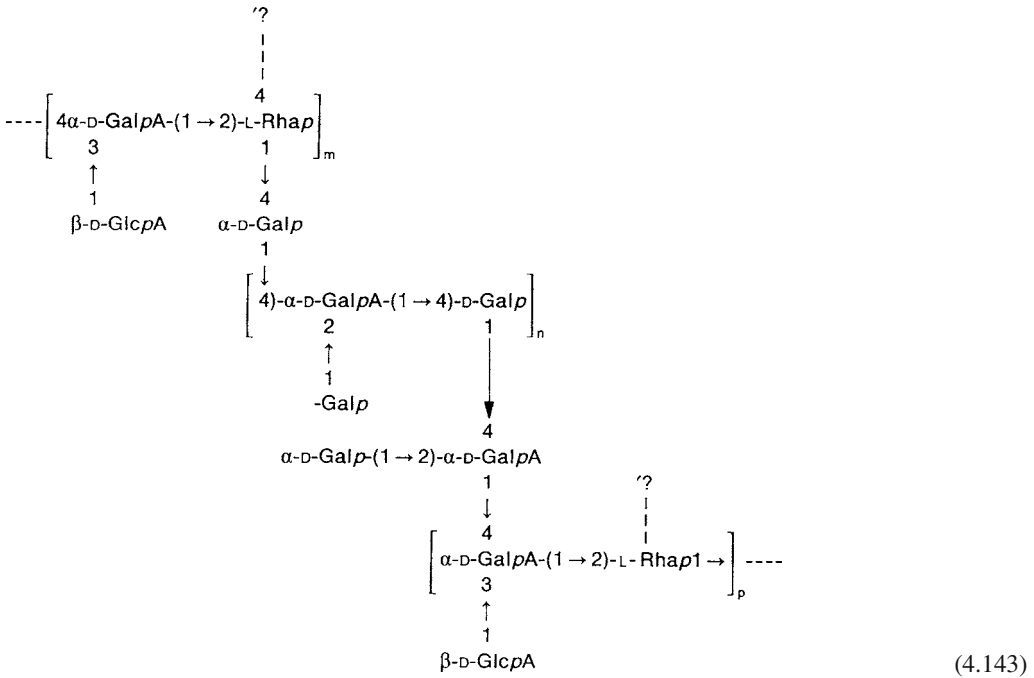 ′?
4
4α-D-GalpA-(1 → 2)-L-Rhap
m
3 1
↑ ↓
1 4
β-D-GlcpA α-D-Galp
1
↓
4)-α-D-GalpA-(1 → 4)-D-Galp
n
2 1
↑
1
-Galp
4
α-D-Galp-(1 → 2)-α-D-GalpA
1 ′?
↓
4
α-D-GalpA-(1 → 2)-L-Rhap1 →
p
3
↑
1
β-D-GlcpA (4.143)